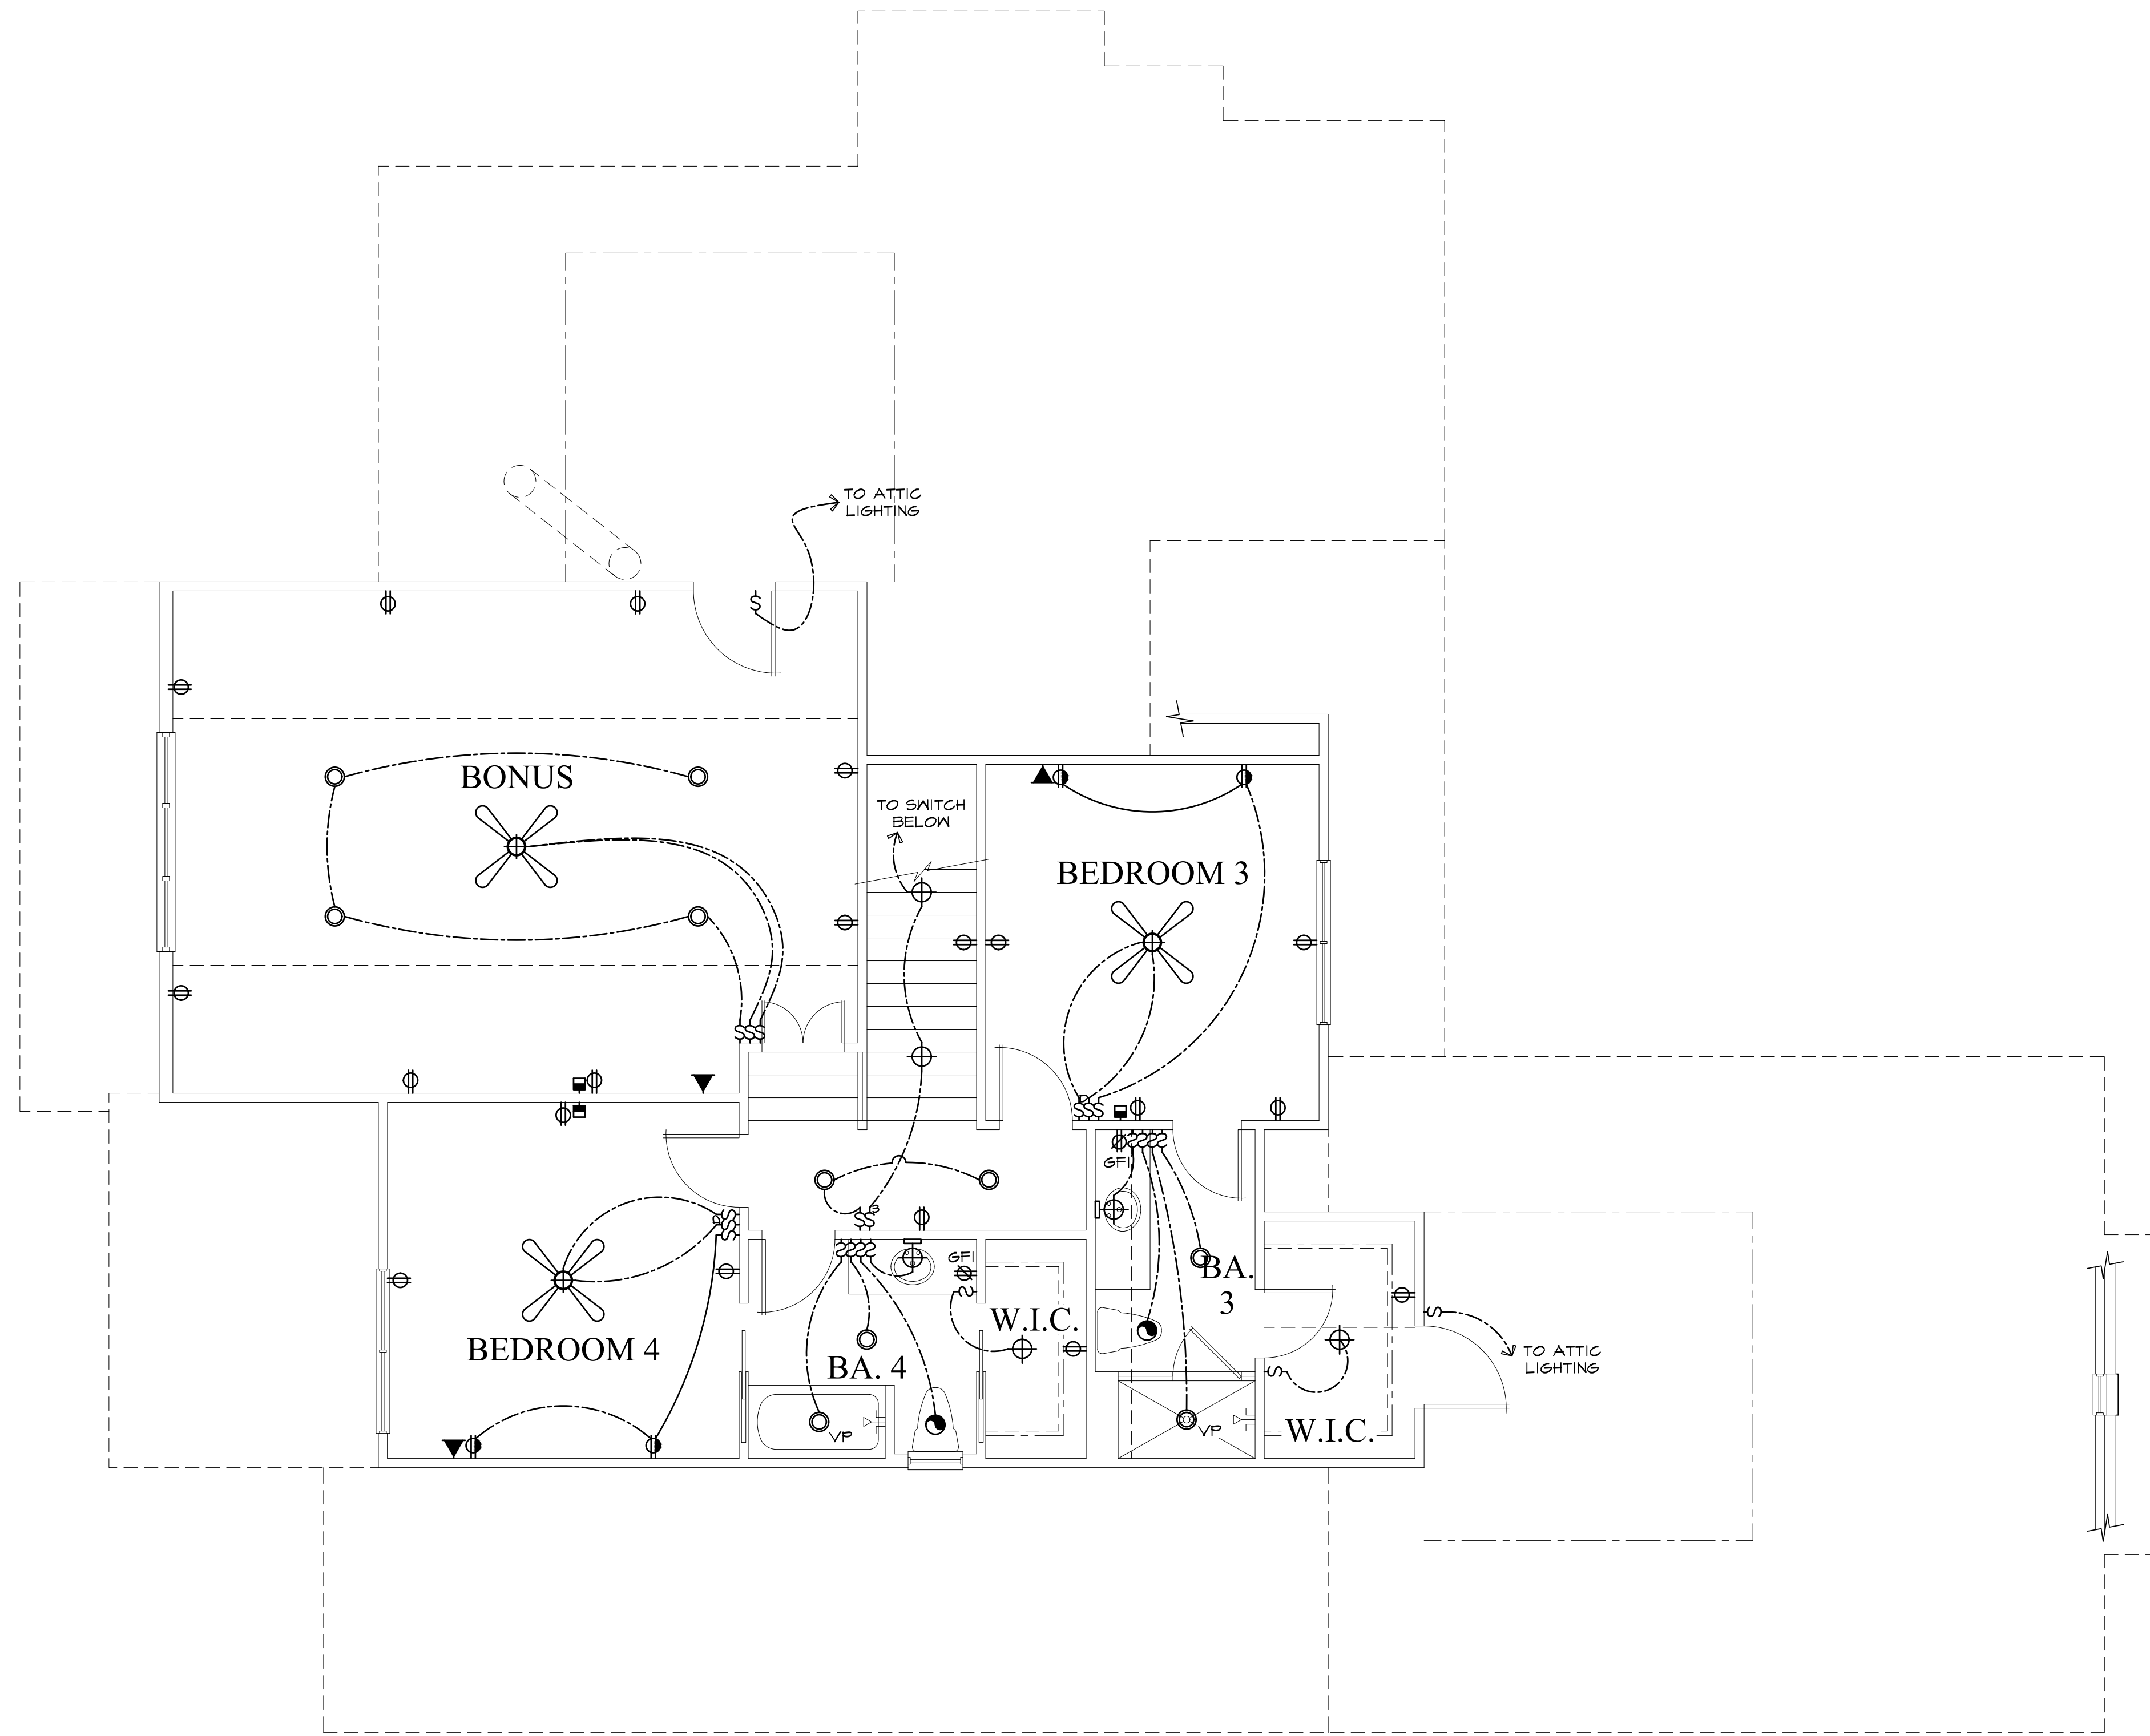 TO ATTIC
LIGHTING
BONUS
TO SWITCH
BELOW
BEDROOM 3
D
GFI
S S S
S S S
S S S S
S S
3
D
S
S
S
GFI
S S S S
S
BA.
3
W.I.C.
S
BEDROOM 4
BA. 4
TO ATTIC
LIGHTING
S
VP
VP
W.I.C.